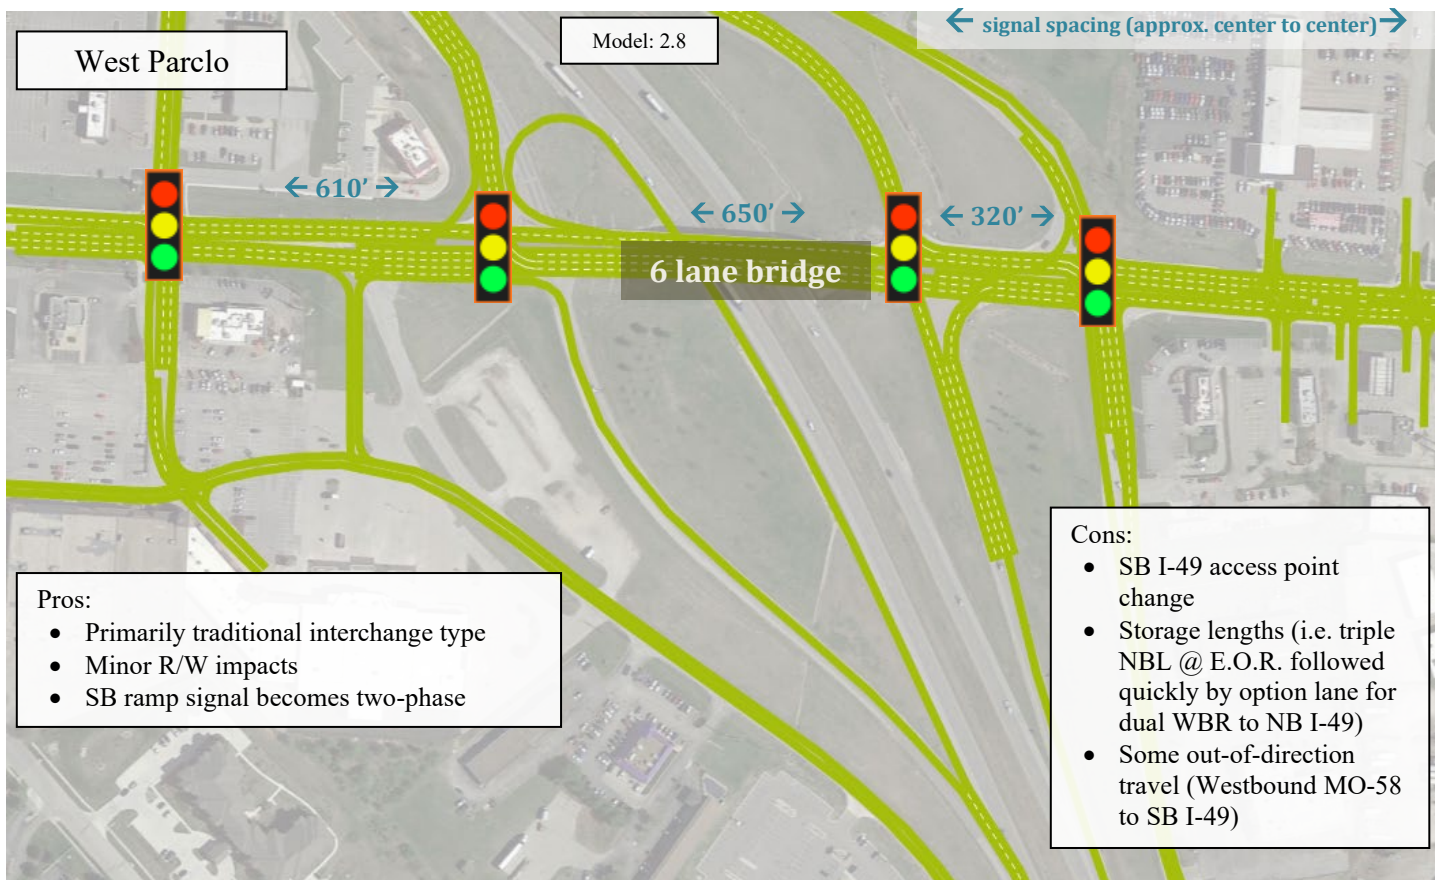 West Parclo
Model: 2.8
← signal spacing (approx. center to center) →
← 610’ →
← 650’ →
← 320’ →
6 lane bridge
Pros:
• Primarily traditional interchange type
• Minor R/W impacts
• SB ramp signal becomes two-phase
Cons:
• SB I-49 access point
change
• Storage lengths (i.e. triple
NBL @ E.O.R. followed
quickly by option lane for
dual WBR to NB I-49)
• Some out-of-direction
travel (Westbound MO-58
to SB I-49)